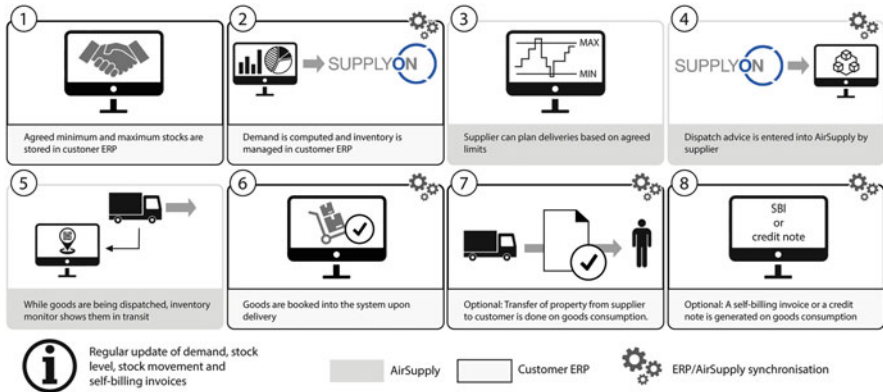 1
2
3
4
SUPPLYON
MAX
MIN
SUPPLYON
Agreed minimum and maximum stocks are
stored in custoner ERP
Demand is computed and inventory is
managed in customer ERP
Supplier can plan deliveries based on agreed
limits
Dispatch advice is entered into AirSupply by
supplier
5
6
7
8
SBI
or
credit note
While goods are being dispatched, inventory
monitor shows them in transit
Goods are booked into the system upon
delivery
Optional: Transfer of property from supplier
to customer is done on goods consumption.
Optional: A self-billing invoice or a credit
note is generated on goods consumption
i
Regular update of demand, stock
level, stock movement and
self-billing invoices
AirSupply
Customer ERP
ERP/AirSupply synchronisation